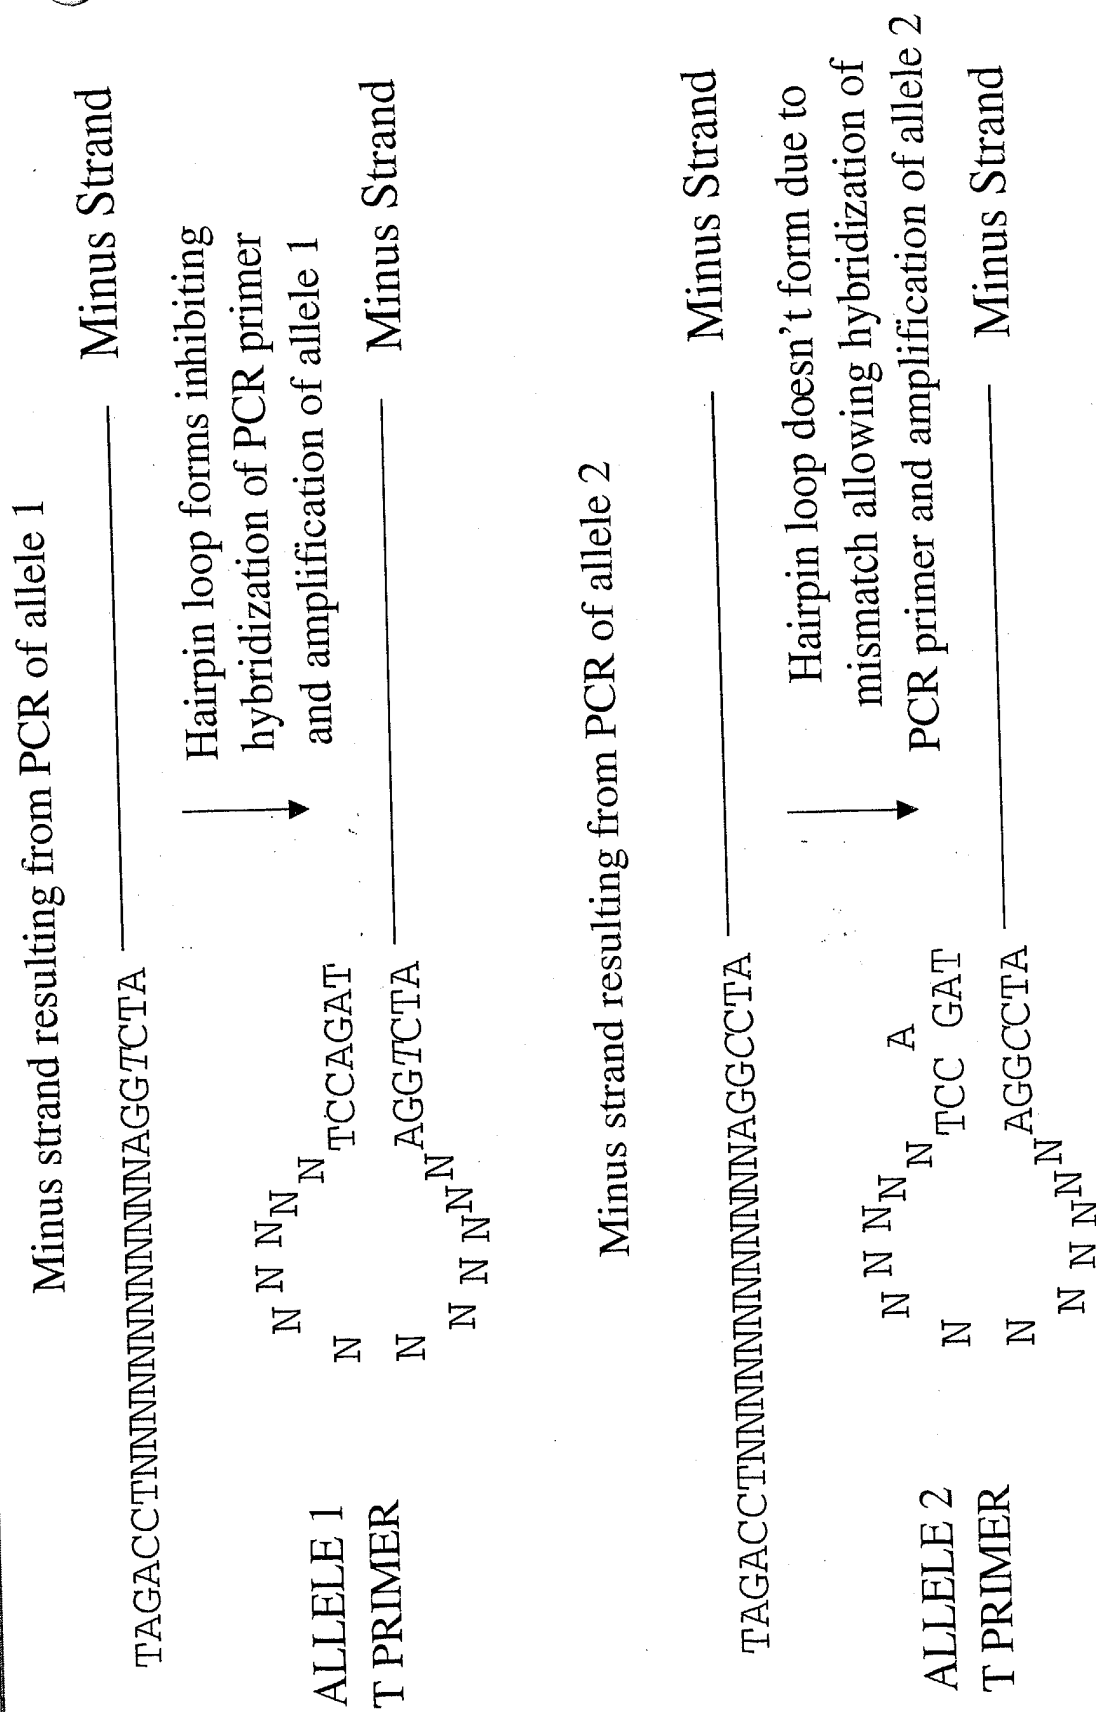 Minus strand resulting from PCR of allele 1
TAGACCTNNNNNNNNNNNNAGGTCTA
Minus Strand
Hairpin loop forms inhibiting
hybridization of PCR primer
and amplification of allele 1
ALLELE 1
T PRIMER
N N N N N
TCCAGAT
N
N
AGGTCTA
N N N N N
Minus Strand
Minus strand resulting from PCR of allele 2
TAGACCTNNNNNNNNNNNNAGGCCTA
Minus Strand
Hairpin loop doesn't form due to
mismatch allowing hybridization of
PCR primer and amplification of allele 2
ALLELE 2
T PRIMER
N N N N N
A
TCC GAT
N
N
AGGCCTA
N N N N N
Minus Strand